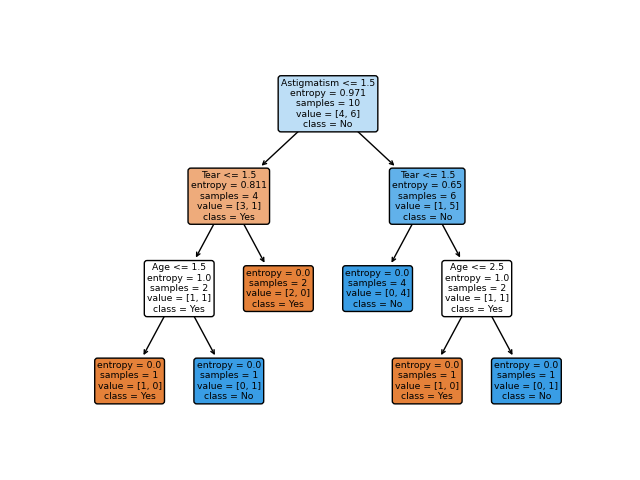 Astigmatism <= 1.5
entropy = 0.971
samples = 10
value = [4, 6]
class = No
Tear <= 1.5
entropy = 0.811
samples = 4
value = [3, 1]
class = Yes
Tear <= 1.5
entropy = 0.65
samples = 6
value = [1, 5]
class = No
Age <= 1.5
entropy = 1.0
samples = 2
value = [1, 1]
class = Yes
entropy = 0.0
samples = 2
value = [2, 0]
class = Yes
entropy = 0.0
samples = 4
value = [0, 4]
class = No
Age <= 2.5
entropy = 1.0
samples = 2
value = [1, 1]
class = Yes
entropy = 0.0
samples = 1
value = [1, 0]
class = Yes
entropy = 0.0
samples = 1
value = [0, 1]
class = No
entropy = 0.0
samples = 1
value = [1, 0]
class = Yes
entropy = 0.0
samples = 1
value = [0, 1]
class = No